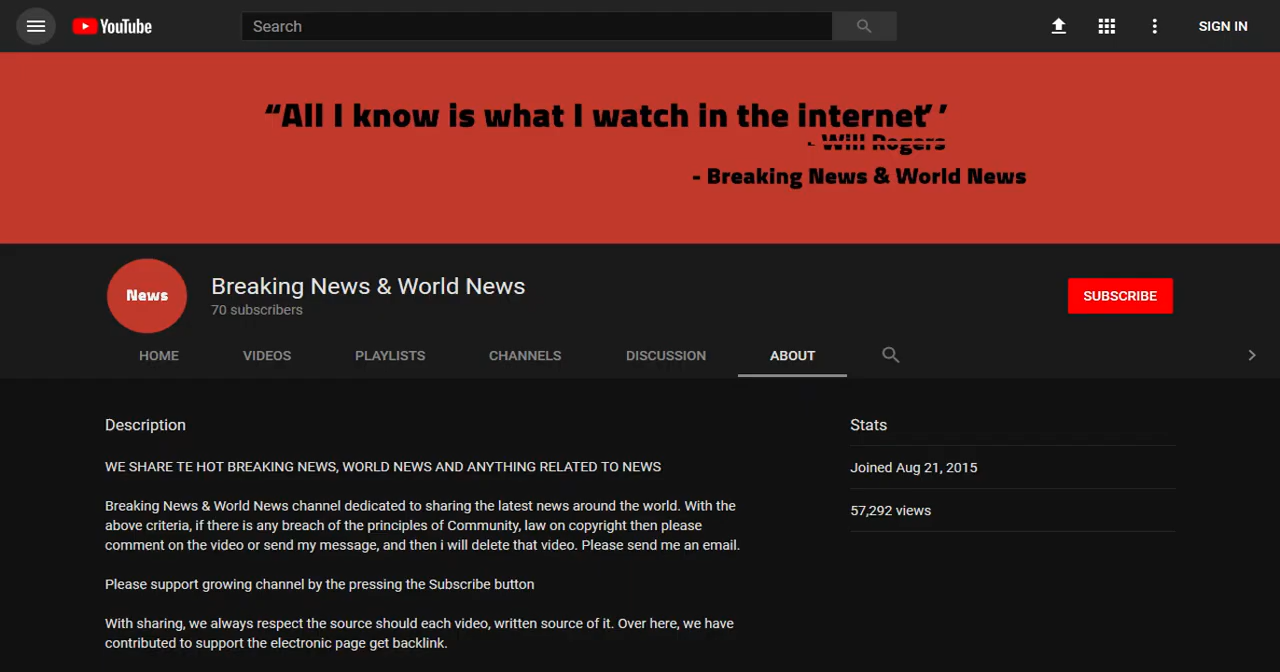 YouTube
Search
SIGN IN
“All I know is what I watch in the internet’’
- Will Rogers
- Breaking News & World News
News
Breaking News & World News
70 subscribers
SUBSCRIBE
HOME VIDEOS PLAYLISTS CHANNELS DISCUSSION ABOUT
Description
WE SHARE TE HOT BREAKING NEWS, WORLD NEWS AND ANYTHING RELATED TO NEWS
Breaking News & World News channel dedicated to sharing the latest news around the world. With the
above criteria, if there is any breach of the principles of Community, law on copyright then please
comment on the video or send my message, and then i will delete that video. Please send me an email.
Please support growing channel by the pressing the Subscribe button
With sharing, we always respect the source should each video, written source of it. Over here, we have
contributed to support the electronic page get backlink.
Stats
Joined Aug 21, 2015
57,292 views